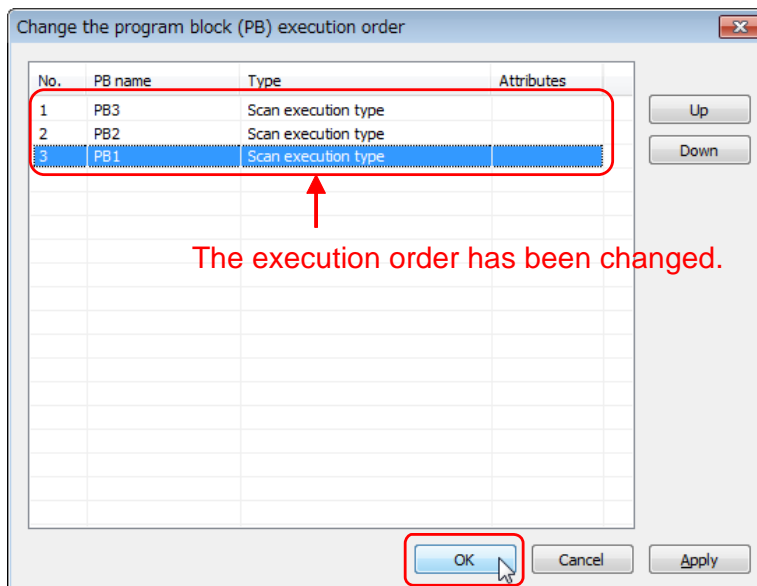 Change the program block (PB) execution order
No. PB name Type Attributes
1 PB3 Scan execution type
2 PB2 Scan execution type
3 PB1 Scan execution type
Up
Down
The execution order has been changed.
OK Cancel Apply